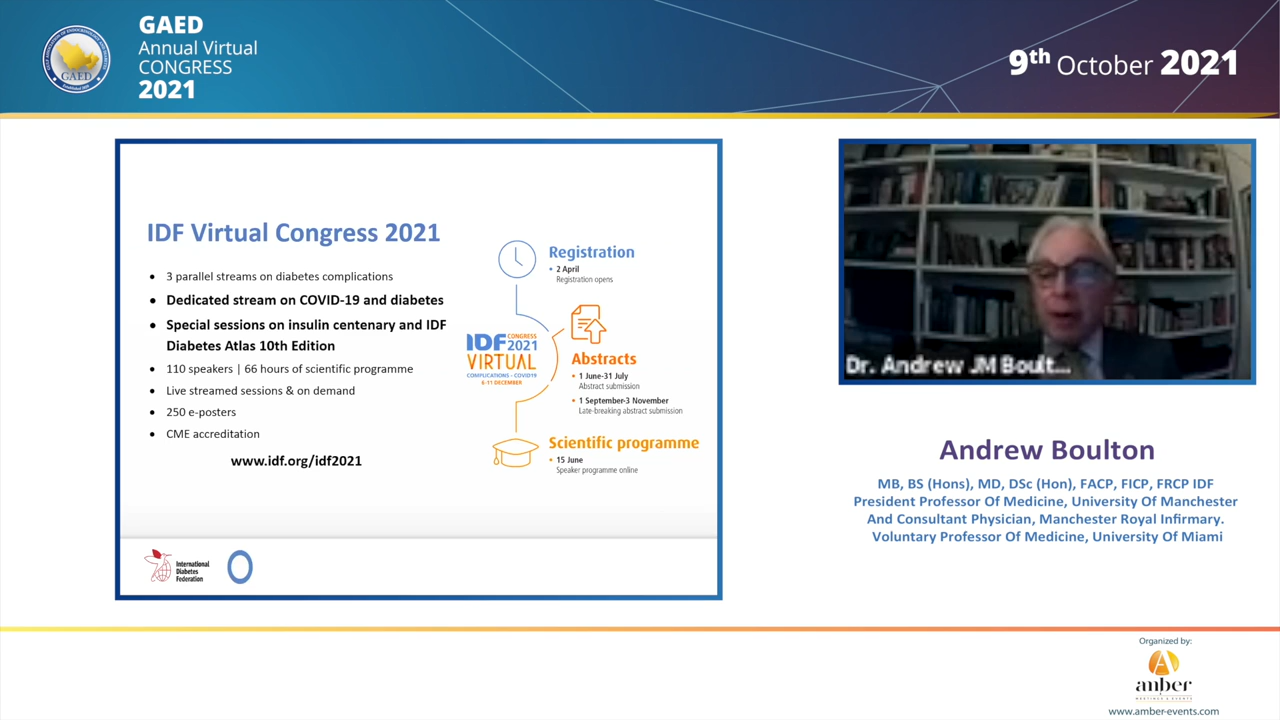 GAED
Annual Virtual
CONGRESS
2021
GAED
9th October 2021
IDF Virtual Congress 2021
• 3 parallel streams on diabetes complications
• Dedicated stream on COVID-19 and diabetes
• Special sessions on insulin centenary and IDF
Diabetes Atlas 10th Edition
• 110 speakers | 66 hours of scientific programme
• Live streamed sessions & on demand
• 250 e-posters
• CME accreditation
www.idf.org/idf2021
Registration
• 2 April
Registration opens
IDF CONGRESS 2021
VIRTUAL
COMPLICATIONS - COVID19
6-11 DECEMBER
Abstracts
• 1 June-31 July
Abstract submission
• 1 September-3 November
Late-breaking abstract submission
Scientific programme
• 15 June
Speaker programme online
International
Diabetes
Federation
Dr. Andrew JM Boult...
Andrew Boulton
MB, BS (Hons), MD, DSc (Hon), FACP, FICP, FRCP IDF
President Professor Of Medicine, University Of Manchester
And Consultant Physician, Manchester Royal Infirmary.
Voluntary Professor Of Medicine, University Of Miami
Organized by:
anber
MEETINGS & EVENTS
www.amber-events.com